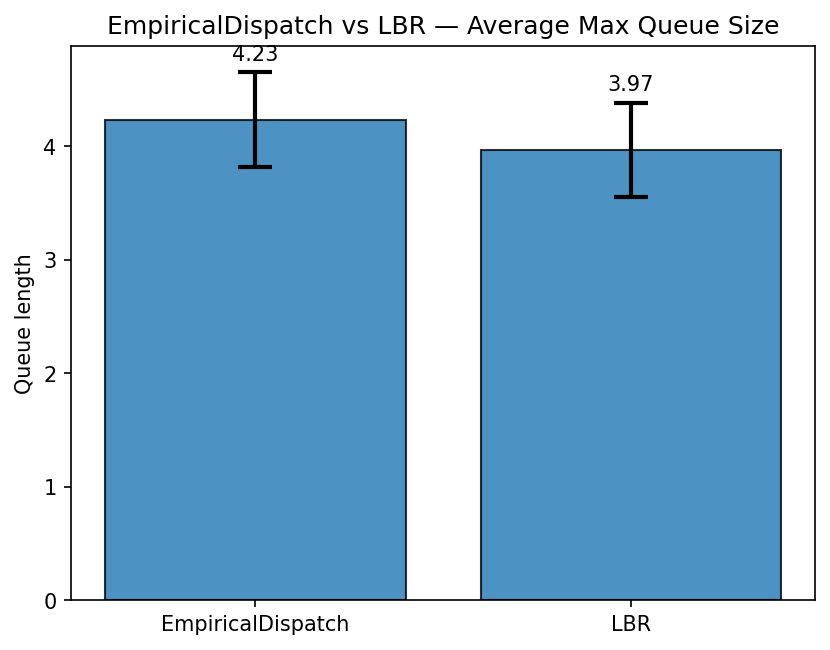 EmpiricalDispatch vs LBR — Average Max Queue Size
4.23
3.97
Queue length
4
3
2
1
0
EmpiricalDispatch
LBR